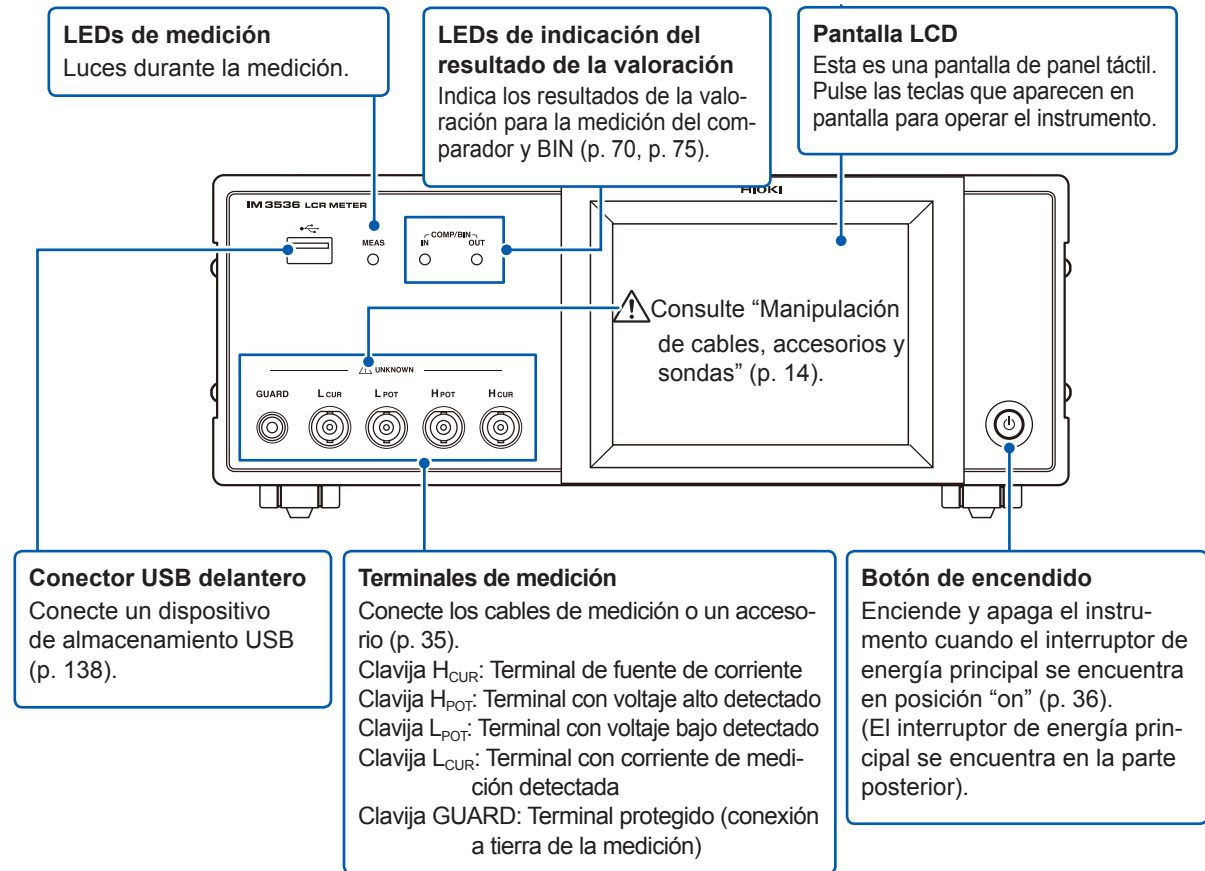 LEDs de medición
Luces durante la medición.
LEDs de indicación del
resultado de la valoración
Indica los resultados de la valo-
ración para la medición del com-
parador y BIN (p. 70, p. 75).
Pantalla LCD
Esta es una pantalla de panel táctil.
Pulse las teclas que aparecen en
pantalla para operar el instrumento.
HIOKI
IM 3536 LCR METER
MEAS
COMP/BIN
IN OUT
Consulte “Manipulación
de cables, accesorios y
sondas” (p. 14).
UNKNOWN
GUARD LCUR LPOT HPOT HCUR
Conector USB delantero
Conecte un dispositivo
de almacenamiento USB
(p. 138).
Terminales de medición
Conecte los cables de medición o un acceso-
rio (p. 35).
Clavija HCUR: Terminal de fuente de corriente
Clavija HPOT: Terminal con voltaje alto detectado
Clavija LPOT: Terminal con voltaje bajo detectado
Clavija LCUR: Terminal con corriente de medi-
ción detectada
Clavija GUARD: Terminal protegido (conexión
a tierra de la medición)
Botón de encendido
Enciende y apaga el instru-
mento cuando el interruptor de
energía principal se encuentra
en posición “on” (p. 36).
(El interruptor de energía prin-
cipal se encuentra en la parte
posterior).